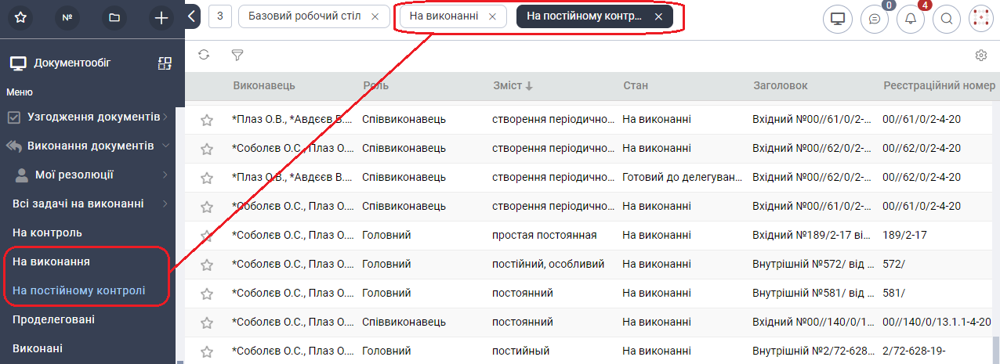 №
3
Базовий робочий стіл
На виконанні
На постійному контр...
0
4
Документообіг
Меню
Узгодження документів
Виконання документів
Мої резолюції
Всі задачі на виконанні
На контроль
На виконання
На постійному контролі
Проделеговані
Виконані
Виконавець Роль Зміст Стан Заголовок Реєстраційний номер
*Плаз О.В., *Авдєєв В.... Співвиконавець створення періодично... На виконанні Вхідний №00//61/0/2-... 00//61/0/2-4-20
*Соболєв О.С., Плаз О.... Співвиконавець створення періодично... На виконанні Вхідний №00//62/0/2-... 00//62/0/2-4-20
*Плаз О.В., *Авдєєв В.... Співвиконавець створення періодично... Готовий до делегуван... Вхідний №00//62/0/2-... 00//62/0/2-4-20
*Соболєв О.С., Плаз О.... Співвиконавець створення періодично... На виконанні Вхідний №00//61/0/2-... 00//61/0/2-4-20
*Соболєв О.С., Плаз О.... Головний простая постоянная На виконанні Вхідний №189/2-17 ві... 189/2-17
*Соболєв О.С., Плаз О.... Головний постійний, особливий На виконанні Внутрішній №572/ від ... 572/
*Соболєв О.С., Плаз О.... Головний постоянний На виконанні Внутрішній №581/ від ... 581/
*Соболєв О.С., Плаз О.... Співвиконавець постоянний На виконанні Вхідний №00//140/0/1... 00//140/0/13.1.1-4-20
*Соболєв О.С., Плаз О.... Головний постийный На виконанні Внутрішній №2/72-628... 2/72-628-19-